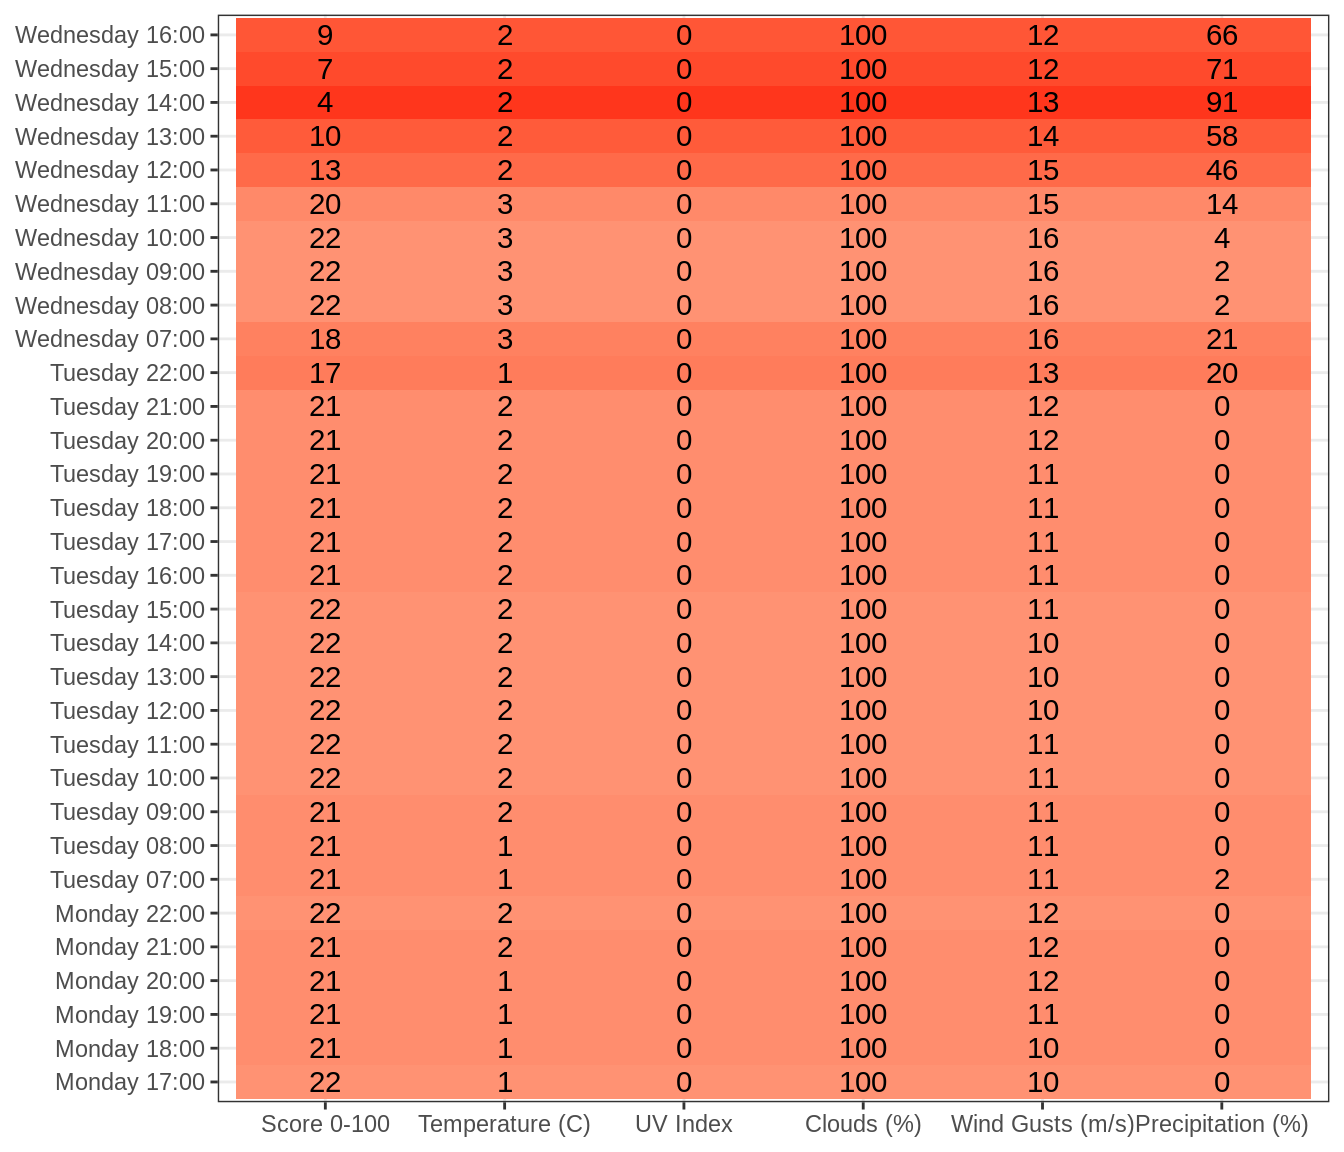 Wednesday 16:00 9 2 0 100 12 66
Wednesday 15:00 7 2 0 100 12 71
Wednesday 14:00 4 2 0 100 13 91
Wednesday 13:00 10 2 0 100 14 58
Wednesday 12:00 13 2 0 100 15 46
Wednesday 11:00 20 3 0 100 15 14
Wednesday 10:00 22 3 0 100 16 4
Wednesday 09:00 22 3 0 100 16 2
Wednesday 08:00 22 3 0 100 16 2
Wednesday 07:00 18 3 0 100 16 21
Tuesday 22:00 17 1 0 100 13 20
Tuesday 21:00 21 2 0 100 12 0
Tuesday 20:00 21 2 0 100 12 0
Tuesday 19:00 21 2 0 100 11 0
Tuesday 18:00 21 2 0 100 11 0
Tuesday 17:00 21 2 0 100 11 0
Tuesday 16:00 21 2 0 100 11 0
Tuesday 15:00 22 2 0 100 11 0
Tuesday 14:00 22 2 0 100 10 0
Tuesday 13:00 22 2 0 100 10 0
Tuesday 12:00 22 2 0 100 10 0
Tuesday 11:00 22 2 0 100 11 0
Tuesday 10:00 22 2 0 100 11 0
Tuesday 09:00 21 2 0 100 11 0
Tuesday 08:00 21 1 0 100 11 0
Tuesday 07:00 21 1 0 100 11 2
Monday 22:00 22 2 0 100 12 0
Monday 21:00 21 2 0 100 12 0
Monday 20:00 21 1 0 100 12 0
Monday 19:00 21 1 0 100 11 0
Monday 18:00 21 1 0 100 10 0
Monday 17:00 22 1 0 100 10 0
Score 0-100 Temperature (C) UV Index Clouds (%) Wind Gusts (m/s) Precipitation (%)